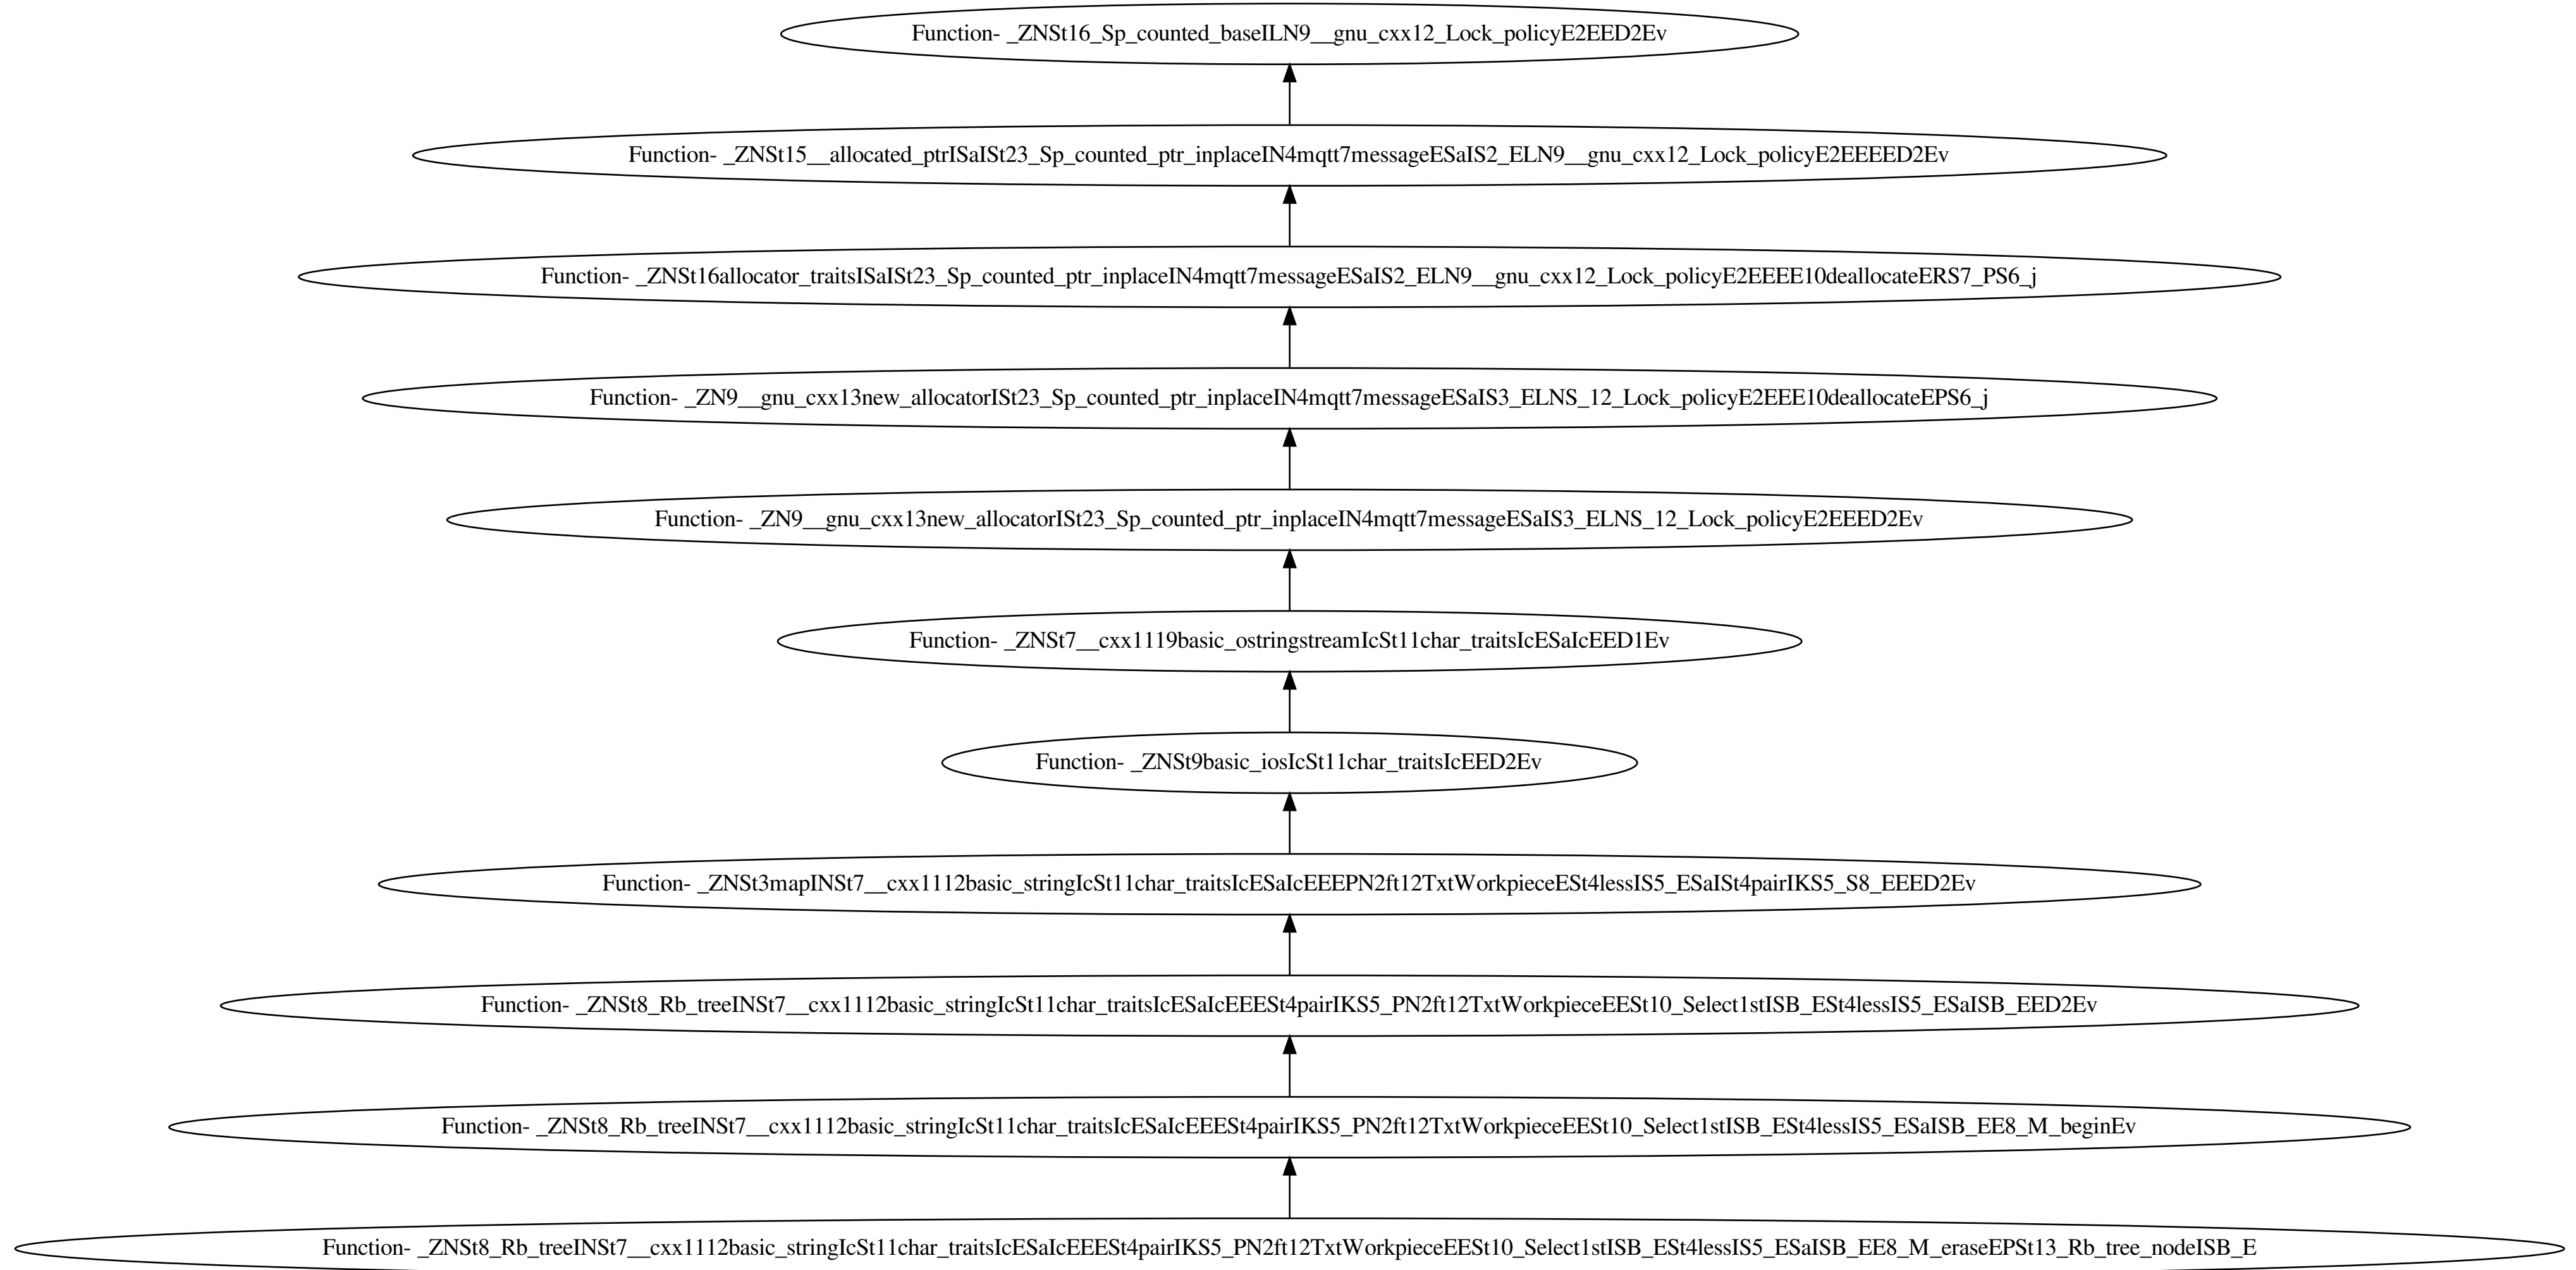 Function- _ZNSt16_Sp_counted_baseILN9__gnu_cxx12_Lock_policyE2EED2Ev
Function- _ZNSt15__allocated_ptrISaISt23_Sp_counted_ptr_inplaceIN4mqtt7messageESaIS2_ELN9__gnu_cxx12_Lock_policyE2EEEED2Ev
Function- _ZNSt16allocator_traitsISaISt23_Sp_counted_ptr_inplaceIN4mqtt7messageESaIS2_ELN9__gnu_cxx12_Lock_policyE2EEEE10deallocateERS7_PS6_j
Function- _ZN9__gnu_cxx13new_allocatorISt23_Sp_counted_ptr_inplaceIN4mqtt7messageESaIS3_ELNS_12_Lock_policyE2EEE10deallocateEPS6_j
Function- _ZN9__gnu_cxx13new_allocatorISt23_Sp_counted_ptr_inplaceIN4mqtt7messageESaIS3_ELNS_12_Lock_policyE2EEED2Ev
Function- _ZNSt7__cxx1119basic_ostringstreamIcSt11char_traitsIcESaIcEED1Ev
Function- _ZNSt9basic_iosIcSt11char_traitsIcEED2Ev
Function- _ZNSt3mapINSt7__cxx1112basic_stringIcSt11char_traitsIcESaIcEEEPN2ft12TxtWorkpieceESt4lessIS5_ESaISt4pairIKS5_S8_EEED2Ev
Function- _ZNSt8_Rb_treeINSt7__cxx1112basic_stringIcSt11char_traitsIcESaIcEEESt4pairIKS5_PN2ft12TxtWorkpieceEESt10_Select1stISB_ESt4lessIS5_ESaISB_EED2Ev
Function- _ZNSt8_Rb_treeINSt7__cxx1112basic_stringIcSt11char_traitsIcESaIcEEESt4pairIKS5_PN2ft12TxtWorkpieceEESt10_Select1stISB_ESt4lessIS5_ESaISB_EE8_M_beginEv
Function- _ZNSt8_Rb_treeINSt7__cxx1112basic_stringIcSt11char_traitsIcESaIcEEESt4pairIKS5_PN2ft12TxtWorkpieceEESt10_Select1stISB_ESt4lessIS5_ESaISB_EE8_M_eraseEPSt13_Rb_tree_nodeISB_E